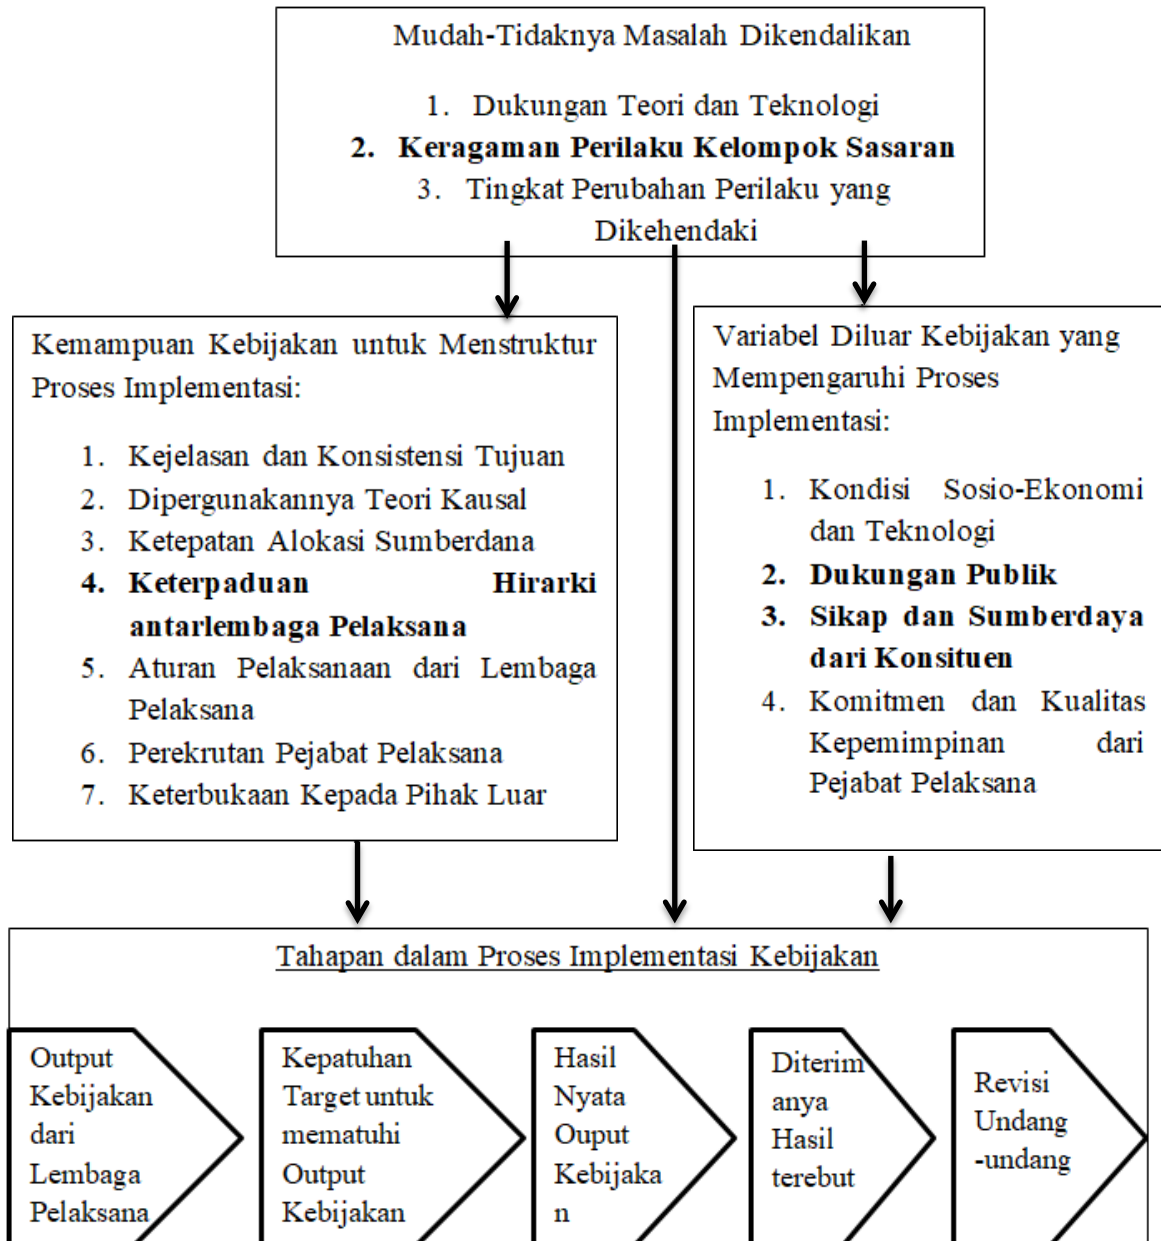 Mudah-Tidaknya Masalah Dikendalikan
1. Dukungan Teori dan Teknologi
2. Keragaman Perilaku Kelompok Sasaran
3. Tingkat Perubahan Perilaku yang
Dikehendaki
Kemampuan Kebijakan untuk Menstruktur
Proses Implementasi:
1. Kejelasan dan Konsistensi Tujuan
2. Dipergunakannya Teori Kausal
3. Ketepatan Alokasi Sumberdana
4. Keterpaduan Hirarki
antarlembaga Pelaksana
5. Aturan Pelaksanaan dari Lembaga
Pelaksana
6. Perekrutan Pejabat Pelaksana
7. Keterbukaan Kepada Pihak Luar
Variabel Diluar Kebijakan yang
Mempengaruhi Proses
Implementasi:
1. Kondisi Sosio-Ekonomi
dan Teknologi
2. Dukungan Publik
3. Sikap dan Sumberdaya
dari Konsituen
4. Komitmen dan Kualitas
Kepemimpinan dari
Pejabat Pelaksana
Tahapan dalam Proses Implementasi Kebijakan
Output
Kebijakan
dari
Lembaga
Pelaksana
Kepatuhan
Target untuk
mematuhi
Output
Kebijakan
Hasil
Nyata
Ouput
Kebijaka
n
Diterim
anya
Hasil
terebut
Revisi
Undang
-undang